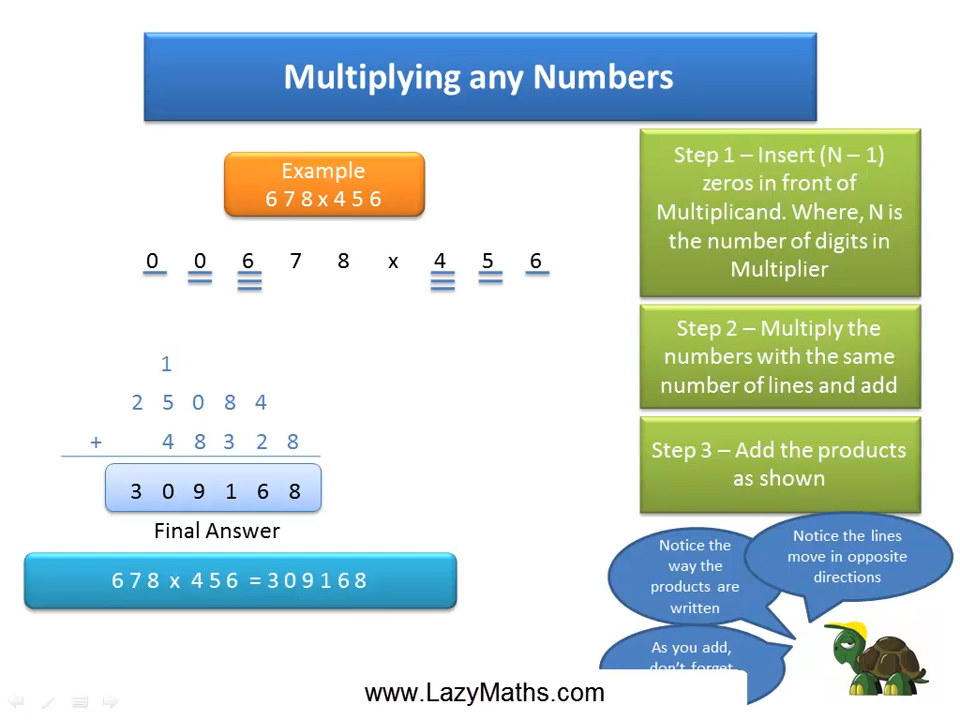 Multiplying any Numbers
Example
6 7 8 x 4 5 6
0 0 6 7 8 x 4 5 6
1
2 5 0 8 4
+ 4 8 3 2 8
3 0 9 1 6 8
Final Answer
6 7 8 x 4 5 6 = 3 0 9 1 6 8
Step 1 – Insert (N – 1)
zeros in front of
Multiplicand. Where, N is
the number of digits in
Multiplier
Step 2 – Multiply the
numbers with the same
number of lines and add
Step 3 – Add the products
as shown
Notice the
way the
products are
written
Notice the lines
move in opposite
directions
As you add,
don't forget
www.LazyMaths.com